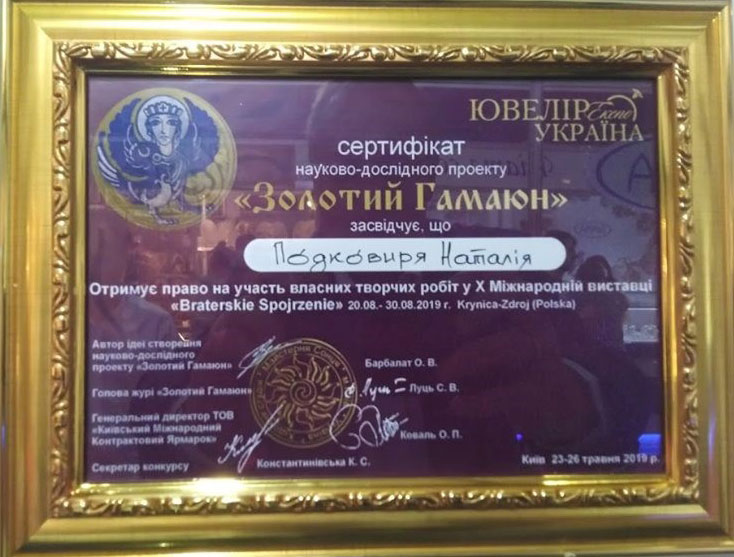 ЮВЕЛІР Експо
УКРАЇНА
сертифікат
науково-дослідного проекту
«Золотий Гамаюн»
засвідчує, що
Подковиря Наталія
Отримує право на участь власних творчих робіт у X Міжнародній виставці
«Braterskie Spojrzenie» 20.08.- 30.08.2019 г. Krynica-Zdroj (Polska)
Автор ідеї створення
науково-дослідного
проекту «Золотий Гамаюн»
Барбалат О. В.
Голова журі «Золотий Гамаюн»
Луць Луць С. В.
Генеральний директор ТОВ
«Київський Міжнародний
Контрактовий Ярмарок»
Коваль О. П.
Секретар конкурсу
Константинівська К. С.
Київ 23-26 травня 2019 р.